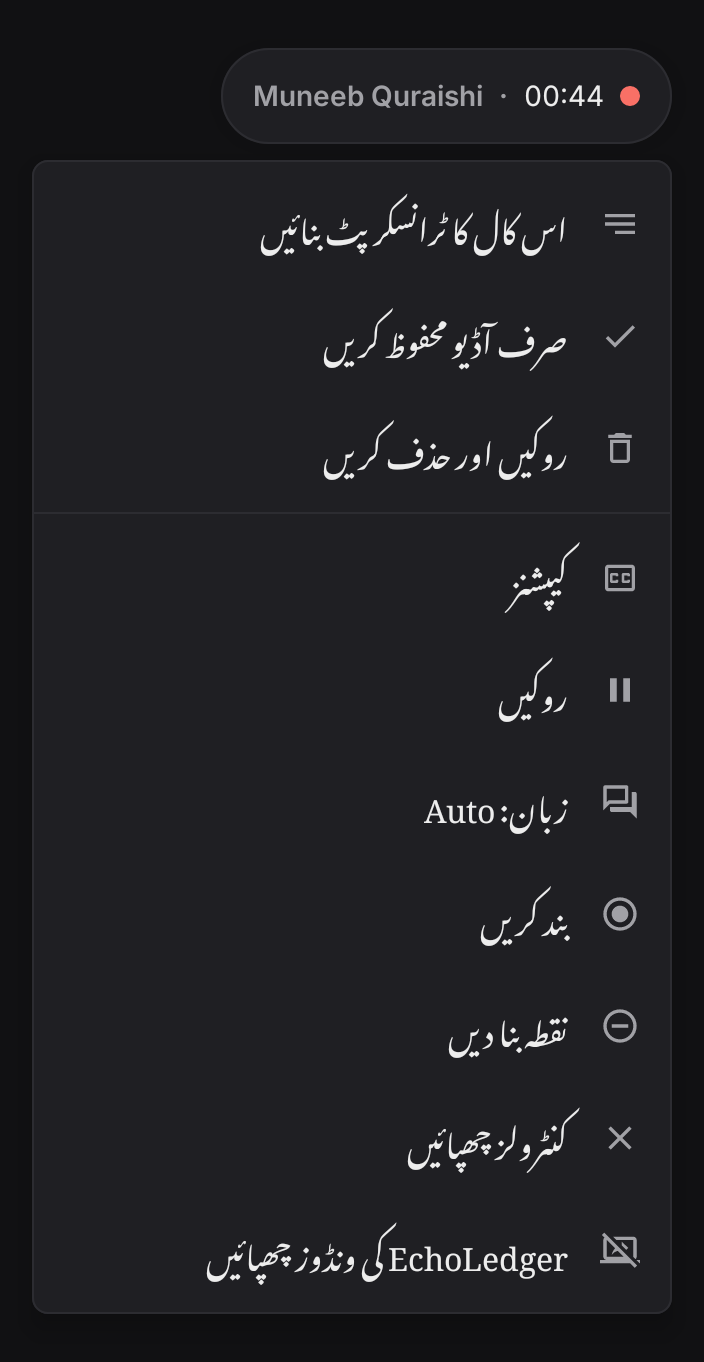 Muneeb Quraishi · 00:44
اس کال کا ٹرانسکرپٹ بنائیں
صرف آڈیو محفوظ کریں
روکیں اور حذف کریں
کیپشنز
روکیں
زبان: Auto
بند کریں
نقطہ بنا دیں
کنٹرولز چھپائیں
EchoLedger کی ونڈوز چھپائیں